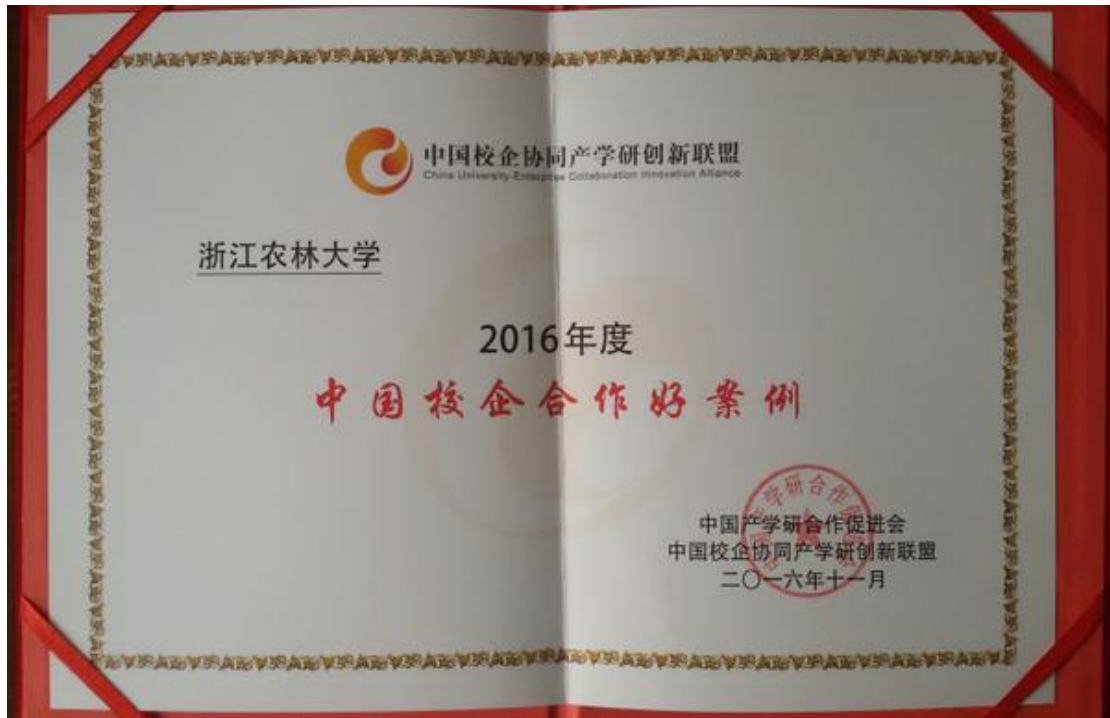 中国校企协同产学研创新联盟
China University-Enterprise Collaboration Innovation Alliance
浙江农林大学
2016年度
中国校企合作好案例
中国产学研合作促进会
中国校企协同产学研创新联盟
二〇一六年十一月